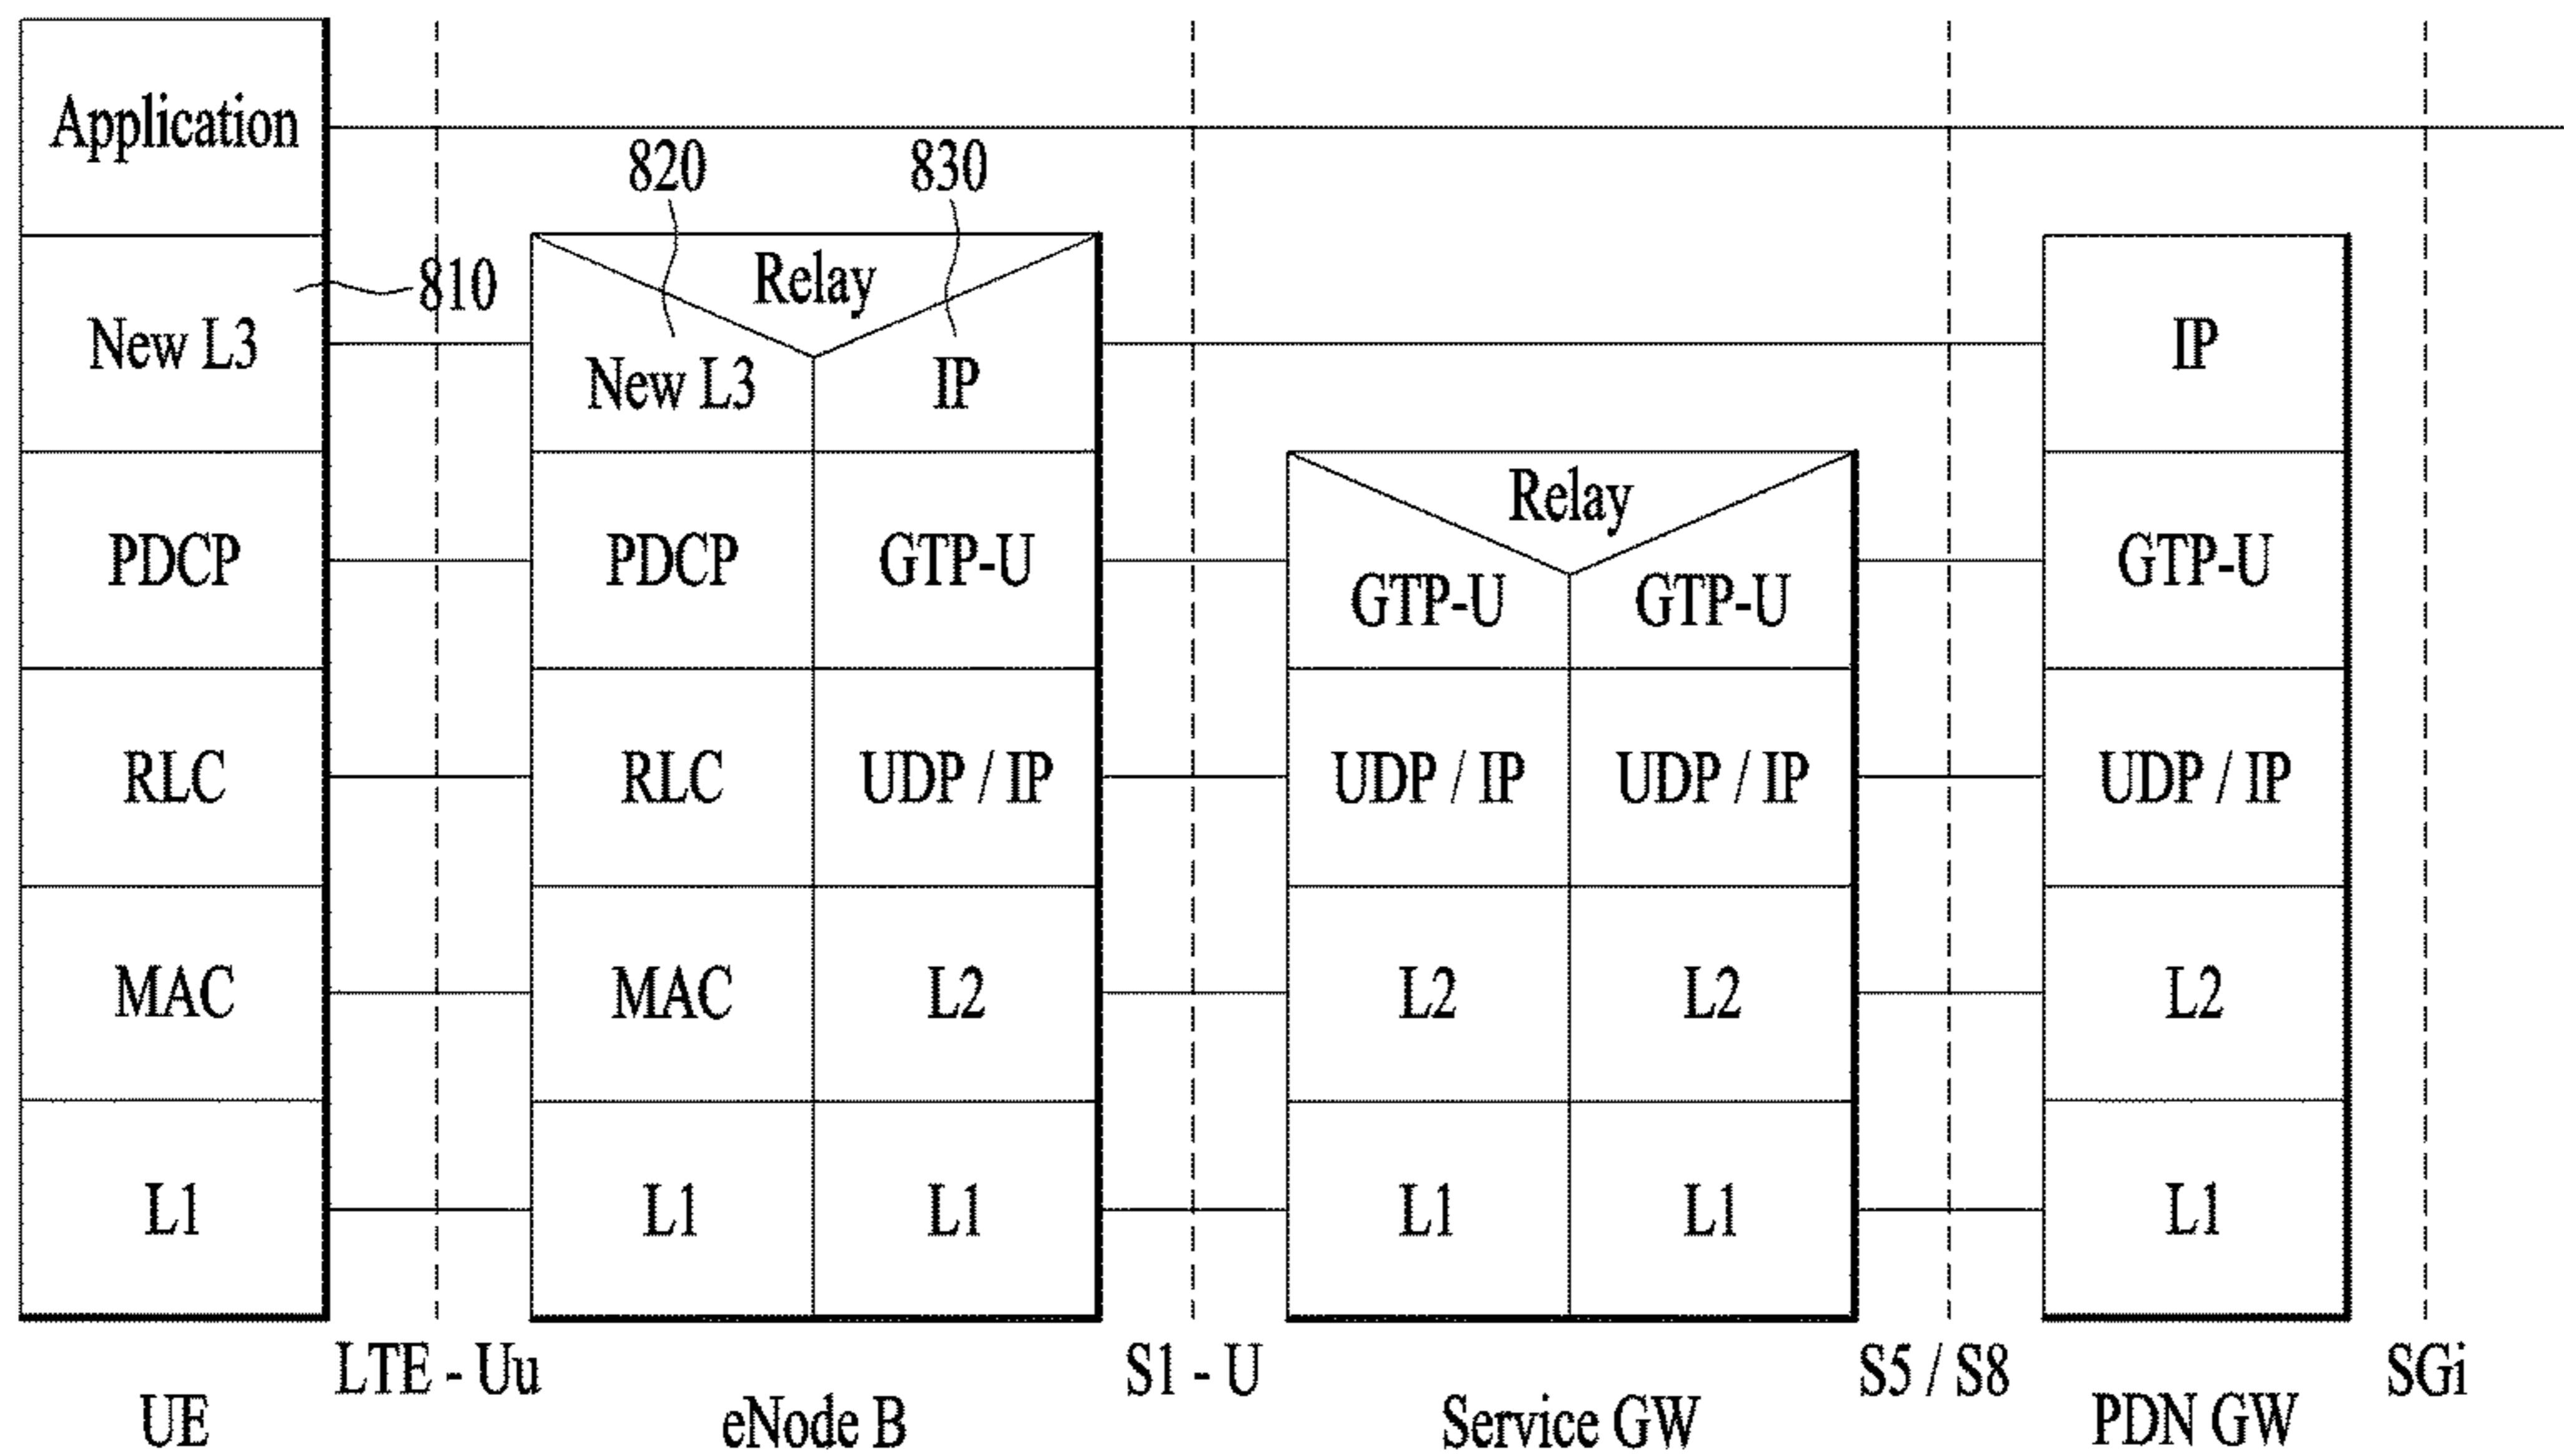 Application
820
830
810
Relay
New L3
New L3
IP
IP
Relay
PDCP
PDCP
GTP-U
GTP-U
GTP-U
GTP-U
RLC
RLC
UDP / IP
UDP / IP
UDP / IP
UDP / IP
MAC
MAC
L2
L2
L2
L2
L1
L1
L1
L1
L1
L1
LTE - Uu
S1 - U
S5 / S8
SGi
UE
eNode B
Service GW
PDN GW